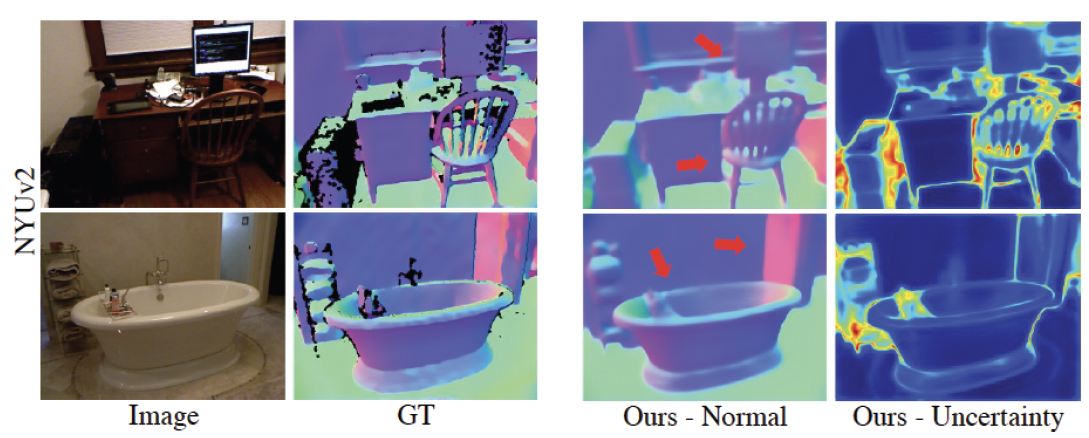 NYUv2
Image
GT
Ours - Normal
Ours - Uncertainty